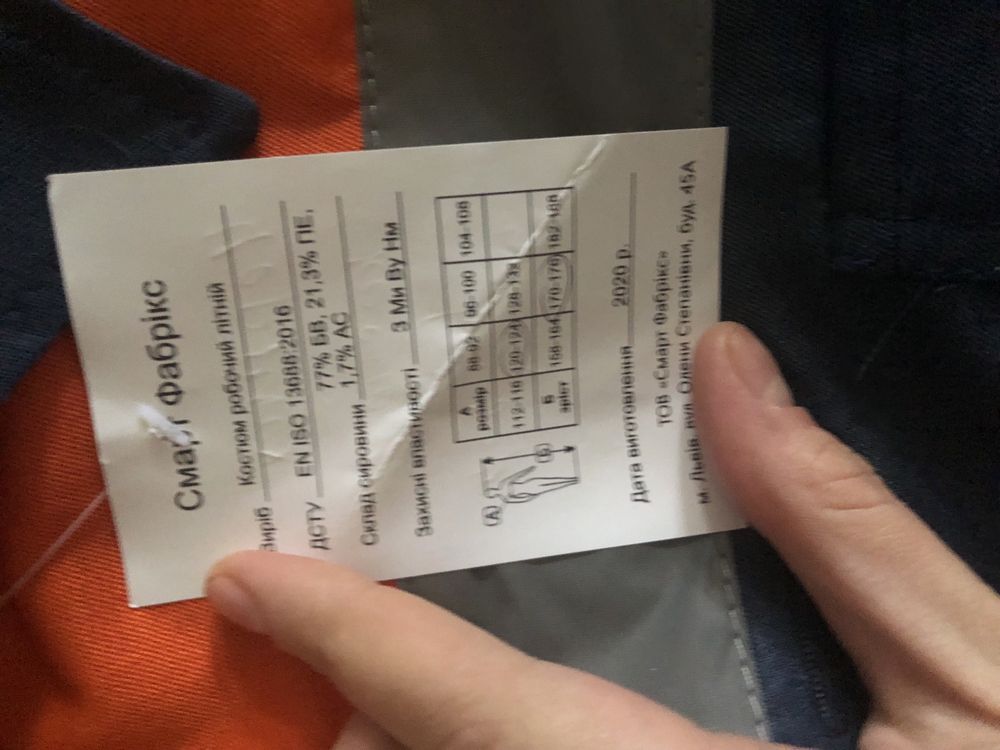 Смарт Фабрікс
Виріб Костюм робочий літній
ДСТУ EN ISO 13688:2016
77% БВ, 21,3% ПЕ,
Склад сировини 1,7% АС
Захисні властивості З Ми Ву Нм
А розмір 88-92 96-100 104-108
112-116 120-124 128-132
Б зріст 158-164 170-176 182-188
(А) (Б)
Дата виготовлення 2020 р.
ТОВ «Смарт Фабрікс»
м. Львів, вул. Олени Степанівни, буд. 45А